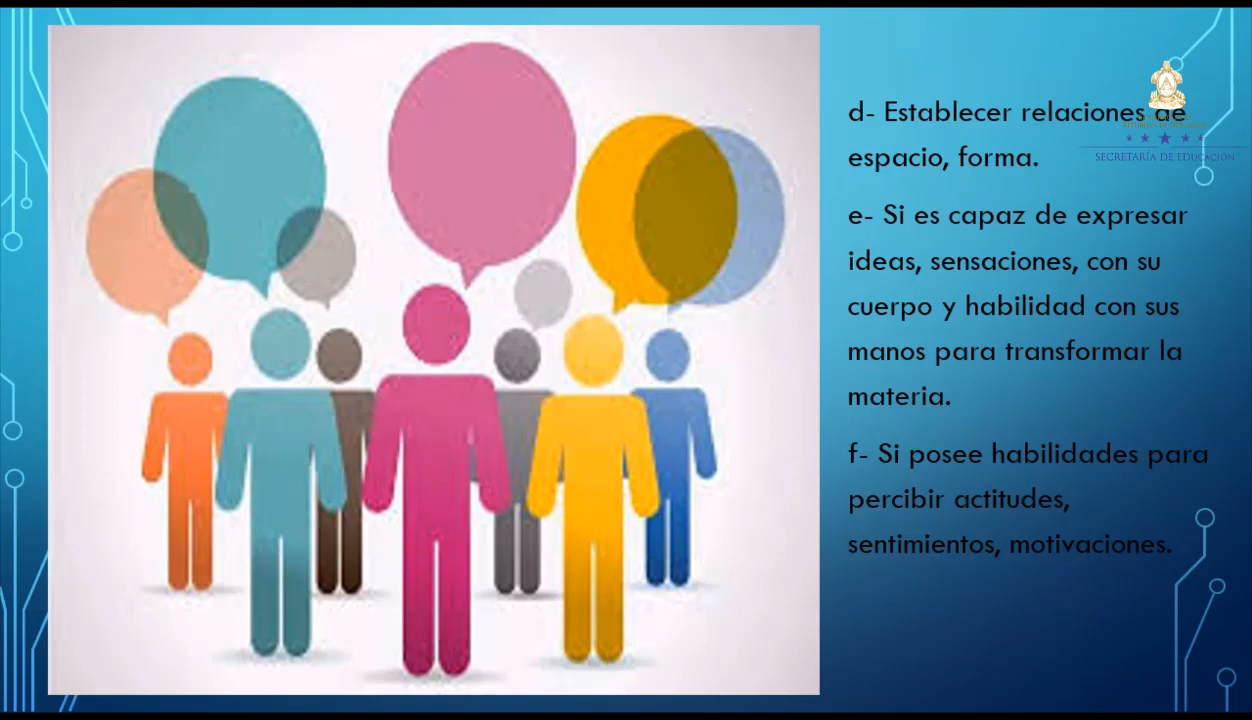 d- Establecer relaciones de
espacio, forma.
SECRETARÍA DE EDUCACIÓN
e- Si es capaz de expresar
ideas, sensaciones, con su
cuerpo y habilidad con sus
manos para transformar la
materia.
f- Si posee habilidades para
percibir actitudes,
sentimientos, motivaciones.